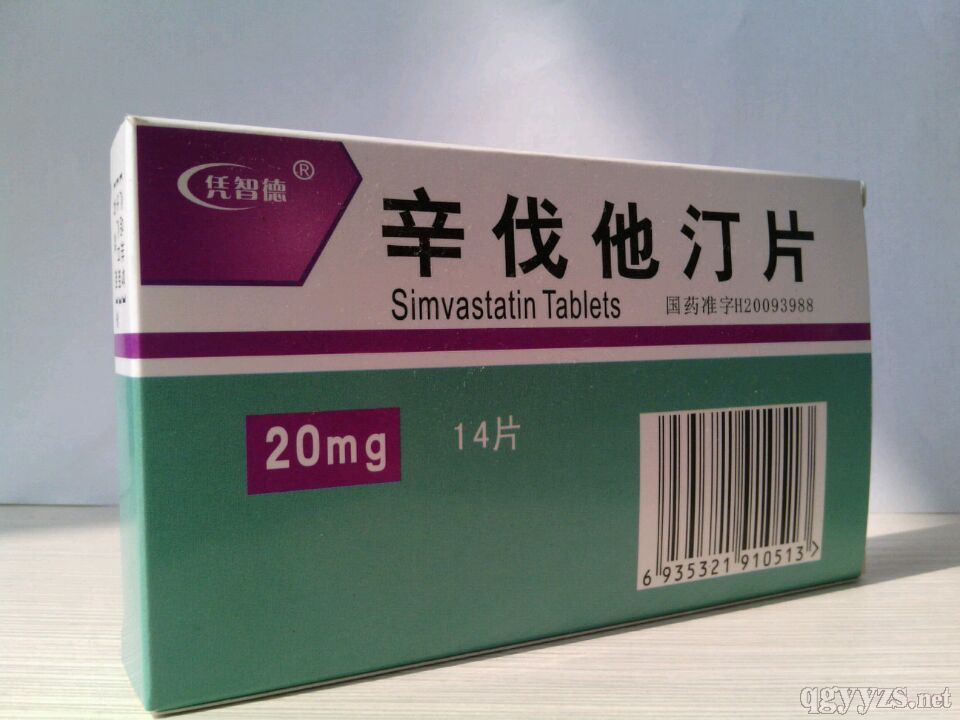 凭智德®
辛伐他汀片
Simvastatin Tablets
国药准字H20093988
20mg
14片
6 935321 910513 >
qgyyzs.net